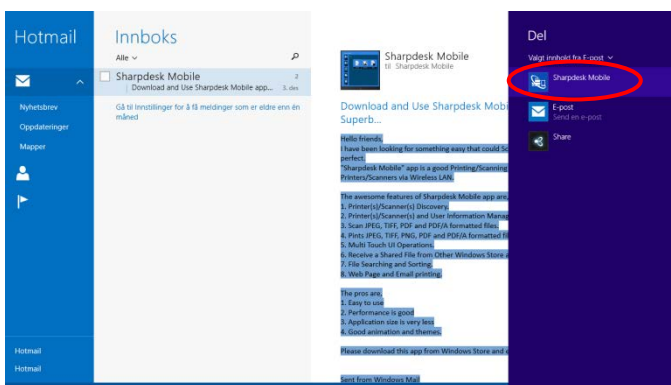 Hotmail
Nyhetsbrev
Oppdateringer
Mapper
Hotmail
Hotmail
Innboks
Alle
Sharpdesk Mobile 2
Download and Use Sharpdesk Mobile app... 3. des
Gå til Innstillinger for å få meldinger som er eldre enn én
måned
Sharpdesk Mobile
til Sharpdesk Mobile
Download and Use Sharpdesk Mobi
Superb...
Hello friends,
I have been looking for something easy that could Sc
perfect.
"Sharpdesk Mobile" app is a good Printing/Scanning
Printers/Scanners via Wireless LAN.
The awesome features of Sharpdesk Mobile app are,
1. Printer(s)/Scanner(s) Discovery,
2. Printer(s)/Scanner(s) and User Information Manag
3. Scan JPEG, TIFF, PDF and PDF/A formatted files.
4. Pints JPEG, TIFF, PNG, PDF and PDF/A formatted fil
5. Multi Touch UI Operations.
6. Receive a Shared File from Other Windows Store a
7. File Searching and Sorting.
8. Web Page and Email printing.
The pros are,
1. Easy to use
2. Performance is good
3. Application size is very less
4. Good animation and themes.
Please download this app from Windows Store and e
Sent from Windows Mail
Del
Valgt innhold fra E-post
Sharpdesk Mobile
E-post
Send en e-post
Share